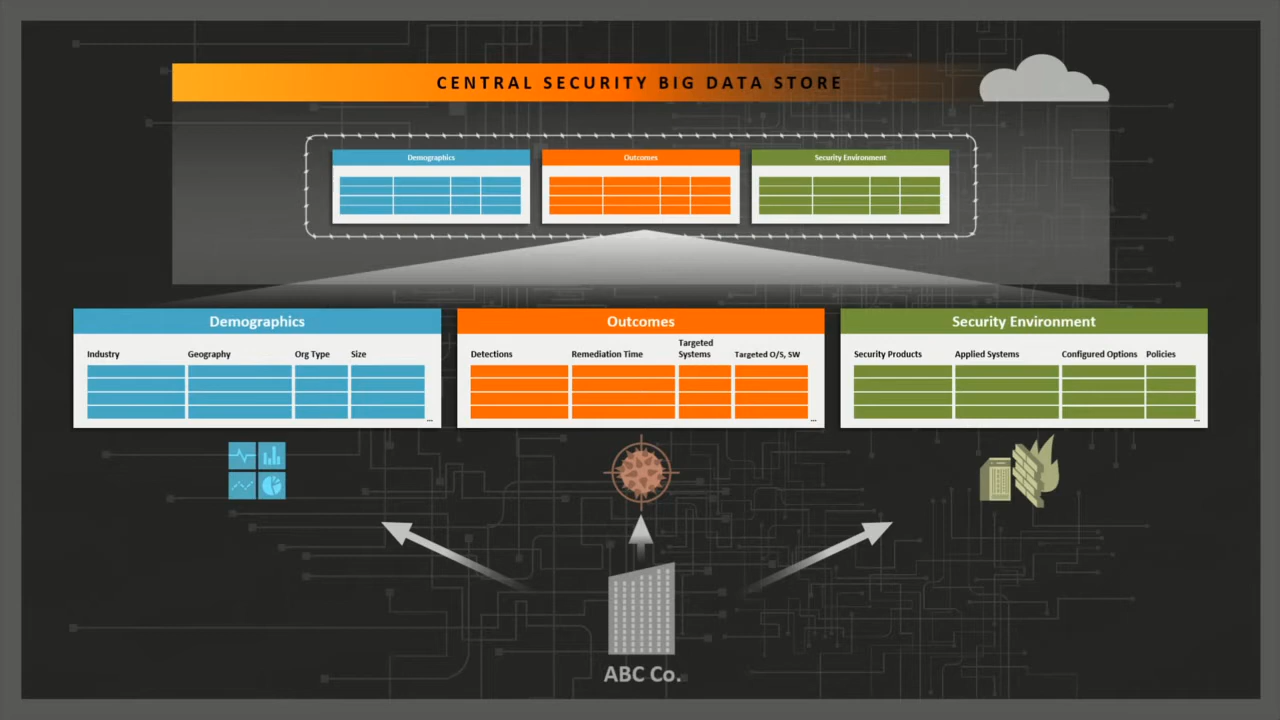 CENTRAL SECURITY BIG DATA STORE
Demographics
Outcomes
Security Environment
Demographics
Industry
Geography
Org Type
Size
...
Outcomes
Detections
Remediation Time
Targeted
Systems
Targeted O/S, SW
...
Security Environment
Security Products
Applied Systems
Configured Options
Policies
...
ABC Co.